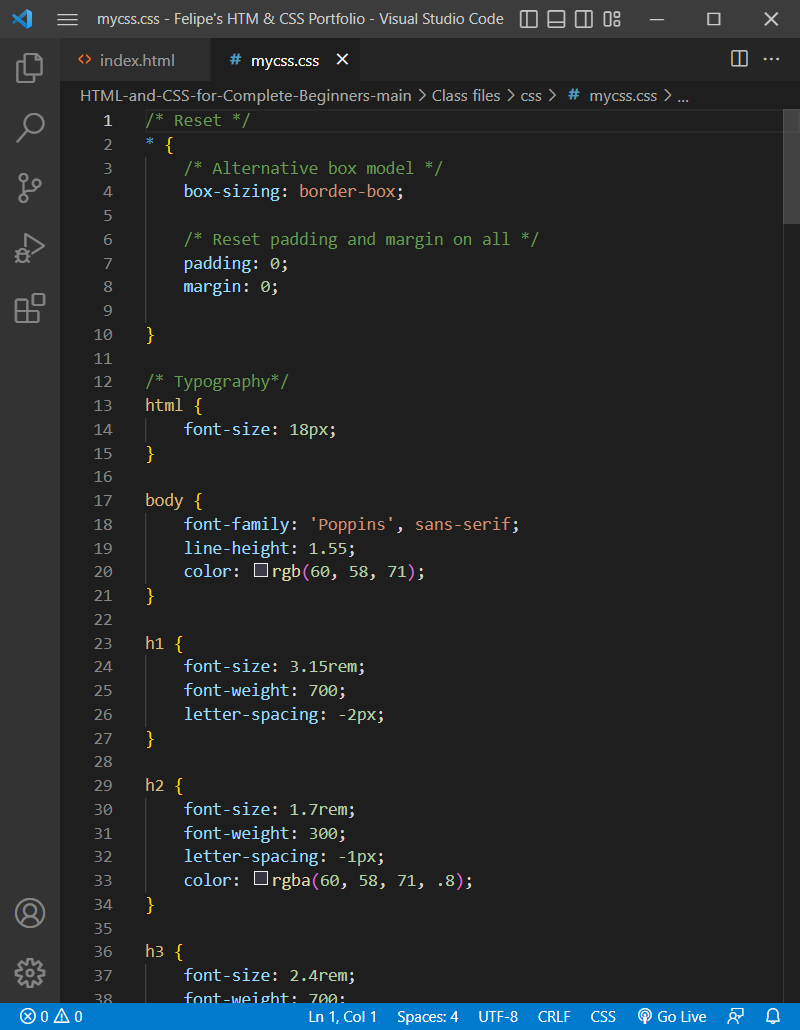 mycss.css - Felipe's HTM & CSS Portfolio - Visual Studio Code
<> index.html
# mycss.css
HTML-and-CSS-for-Complete-Beginners-main > Class files > css > # mycss.css > ...
1 /* Reset */
2 * {
3 /* Alternative box model */
4 box-sizing: border-box;
5
6 /* Reset padding and margin on all */
7 padding: 0;
8 margin: 0;
9
10 }
11
12 /* Typography*/
13 html {
14 font-size: 18px;
15 }
16
17 body {
18 font-family: 'Poppins', sans-serif;
19 line-height: 1.55;
20 color: rgb(60, 58, 71);
21 }
22
23 h1 {
24 font-size: 3.15rem;
25 font-weight: 700;
26 letter-spacing: -2px;
27 }
28
29 h2 {
30 font-size: 1.7rem;
31 font-weight: 300;
32 letter-spacing: -1px;
33 color: rgba(60, 58, 71, .8);
34 }
35
36 h3 {
37 font-size: 2.4rem;
38 font-weight: 700;
0 0 Ln 1, Col 1 Spaces: 4 UTF-8 CRLF CSS Go Live